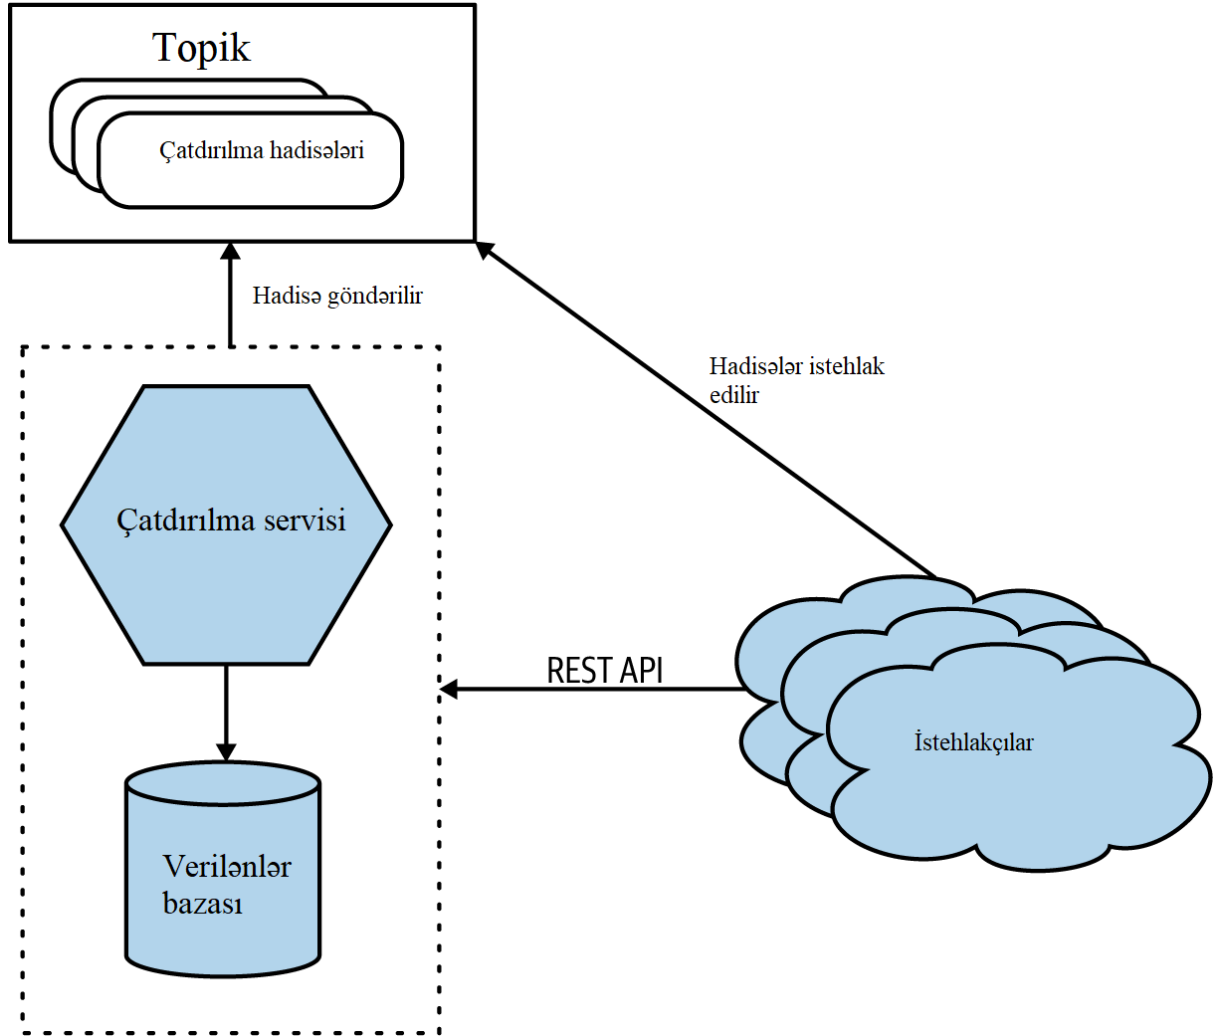 Topik
Çatdırılma hadisələri
Hadisə göndərilir
Hadisələr istehlak
edilir
Çatdırılma servisi
REST API
İstehlakçılar
Verilənlər
bazası